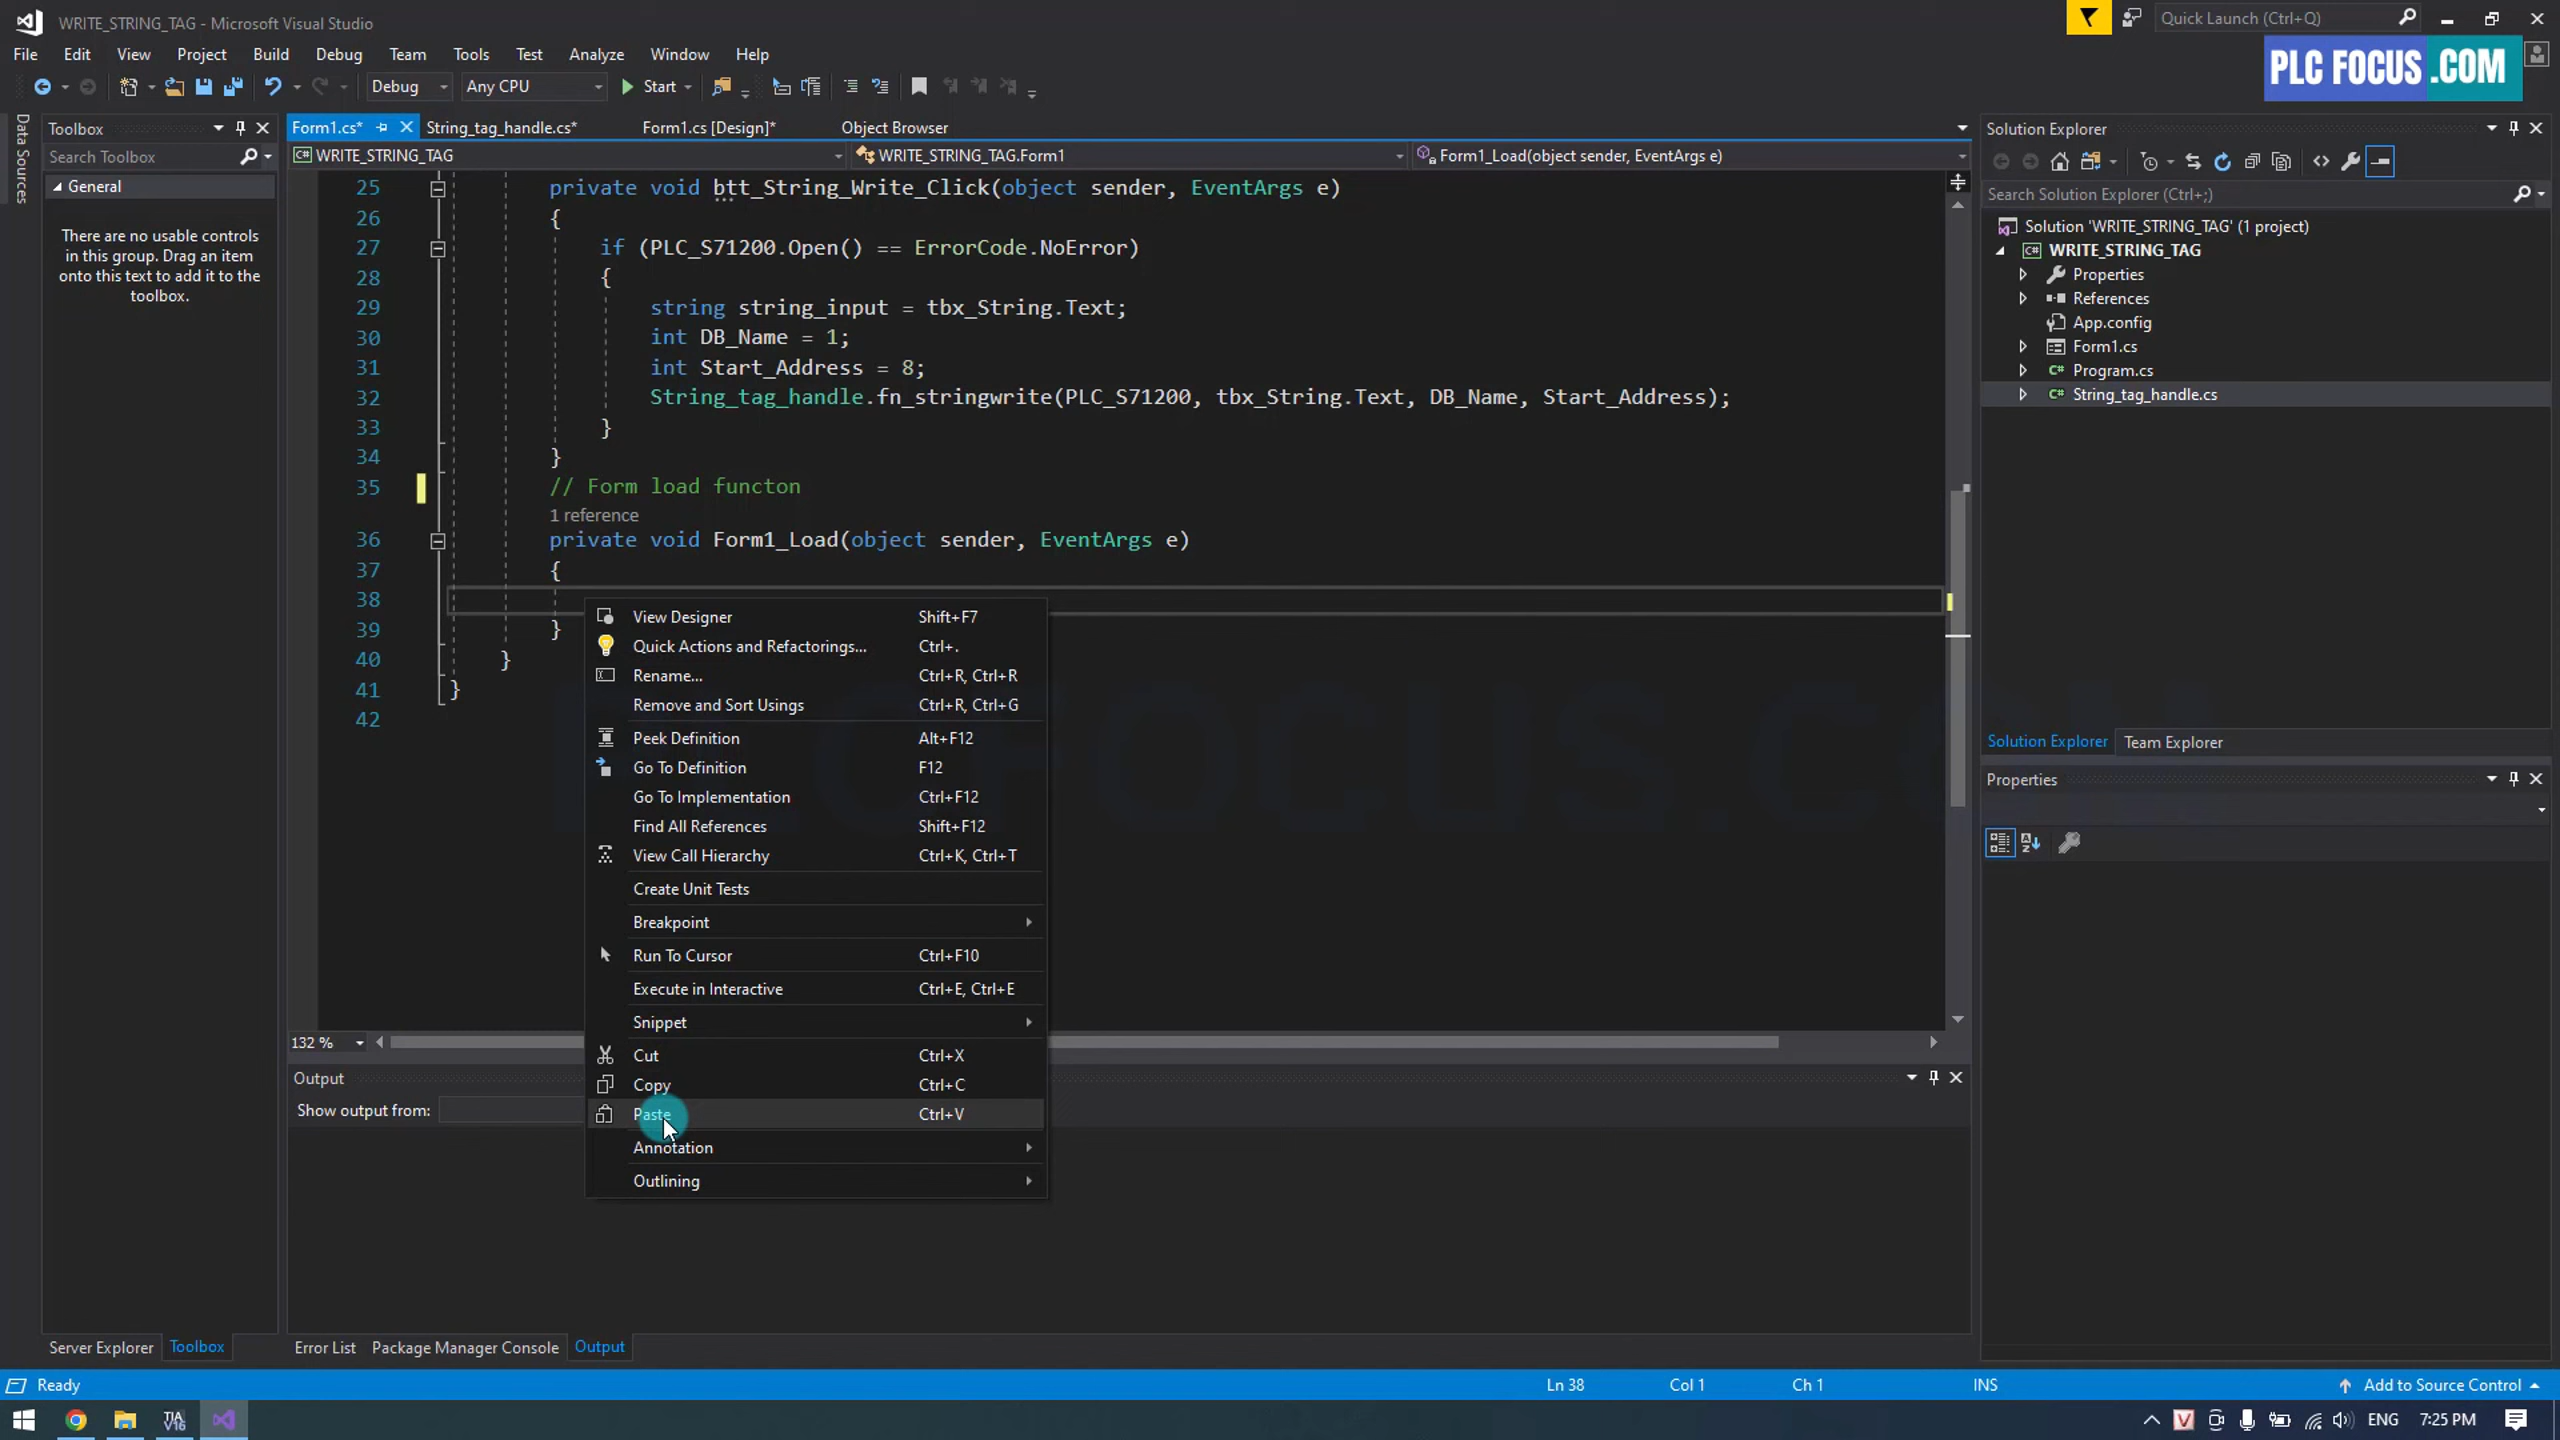 WRITE_STRING_TAG - Microsoft Visual Studio
Quick Launch (Ctrl+Q)
File Edit View Project Build Debug Team Tools Test Analyze Window Help
PLC FOCUS .COM
Debug Any CPU Start
Data Sources
Toolbox
Search Toolbox
General
There are no usable controls
in this group. Drag an item
onto this text to add it to the
toolbox.
Form1.cs* String_tag_handle.cs* Form1.cs [Design]* Object Browser
WRITE_STRING_TAG WRITE_STRING_TAG.Form1 Form1_Load(object sender, EventArgs e)
25 private void btt_String_Write_Click(object sender, EventArgs e)
26 {
27 if (PLC_S71200.Open() == ErrorCode.NoError)
28 {
29 string string_input = tbx_String.Text;
30 int DB_Name = 1;
31 int Start_Address = 8;
32 String_tag_handle.fn_stringwrite(PLC_S71200, tbx_String.Text, DB_Name, Start_Address);
33 }
34 }
35 // Form load functon
1 reference
36 private void Form1_Load(object sender, EventArgs e)
37 {
38
39 }
40 }
41 }
42
View Designer Shift+F7
Quick Actions and Refactorings... Ctrl+.
Rename... Ctrl+R, Ctrl+R
Remove and Sort Usings Ctrl+R, Ctrl+G
Peek Definition Alt+F12
Go To Definition F12
Go To Implementation Ctrl+F12
Find All References Shift+F12
View Call Hierarchy Ctrl+K, Ctrl+T
Create Unit Tests
Breakpoint
Run To Cursor Ctrl+F10
Execute in Interactive Ctrl+E, Ctrl+E
Snippet
Cut Ctrl+X
Copy Ctrl+C
Paste Ctrl+V
Annotation
Outlining
132 %
Output
Show output from:
Solution Explorer
Search Solution Explorer (Ctrl+;)
Solution 'WRITE_STRING_TAG' (1 project)
WRITE_STRING_TAG
Properties
References
App.config
Form1.cs
Program.cs
String_tag_handle.cs
Solution Explorer Team Explorer
Properties
Server Explorer Toolbox Error List Package Manager Console Output
Ready Ln 38 Col 1 Ch 1 INS Add to Source Control
TIA V16 ENG 7:25 PM